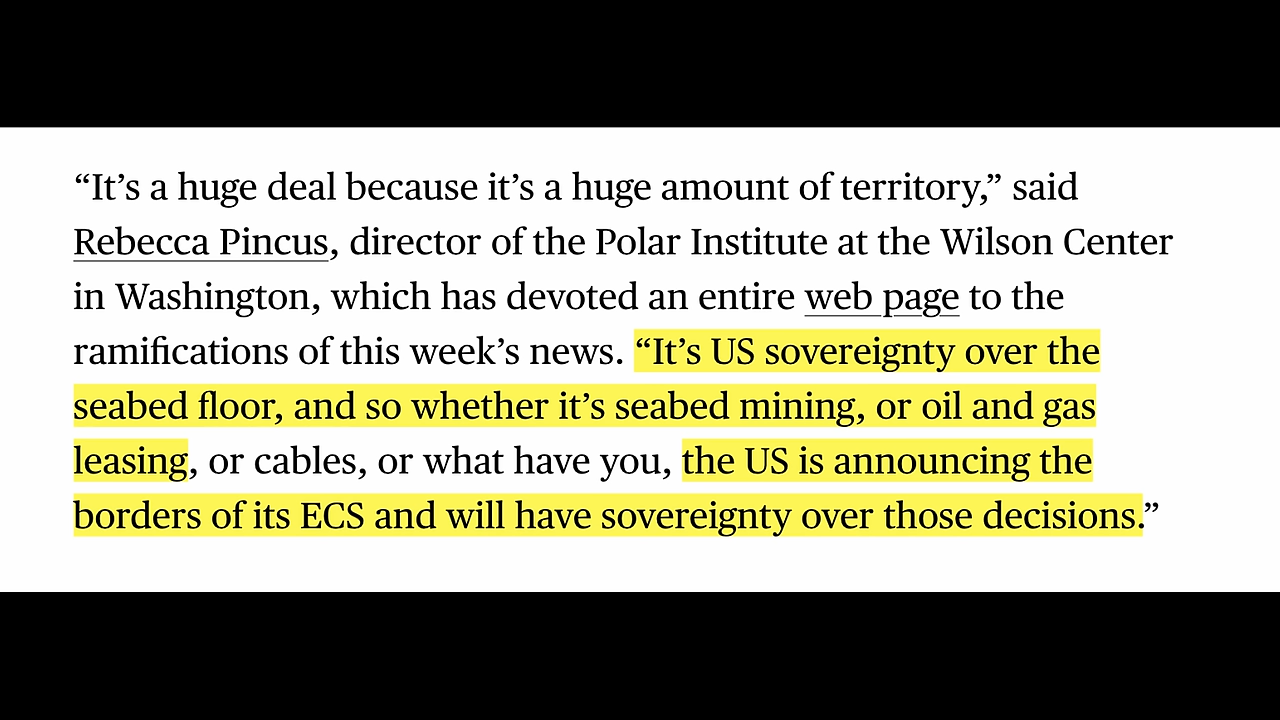 “It’s a huge deal because it’s a huge amount of territory,” said
Rebecca Pincus, director of the Polar Institute at the Wilson Center
in Washington, which has devoted an entire web page to the
ramifications of this week’s news. “It’s US sovereignty over the
seabed floor, and so whether it’s seabed mining, or oil and gas
leasing, or cables, or what have you, the US is announcing the
borders of its ECS and will have sovereignty over those decisions.”